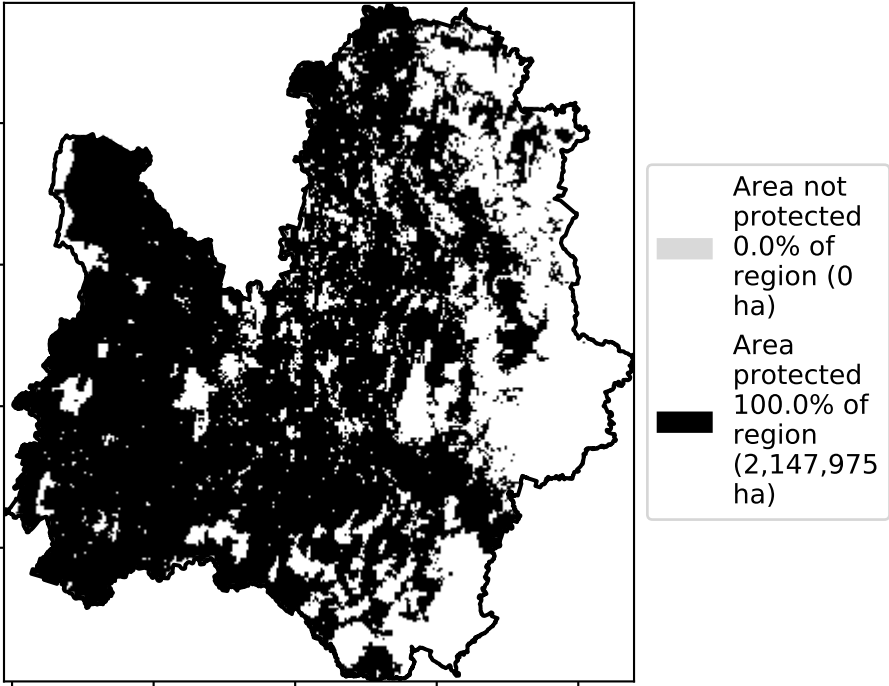 Area not
protected
0.0% of
region (0
ha)
Area
protected
100.0% of
region
(2,147,975
ha)